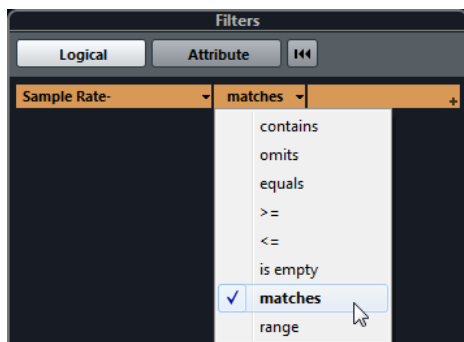 Filters
Logical Attribute
Sample Rate- matches
contains
omits
equals
>=
<=
is empty
matches
range